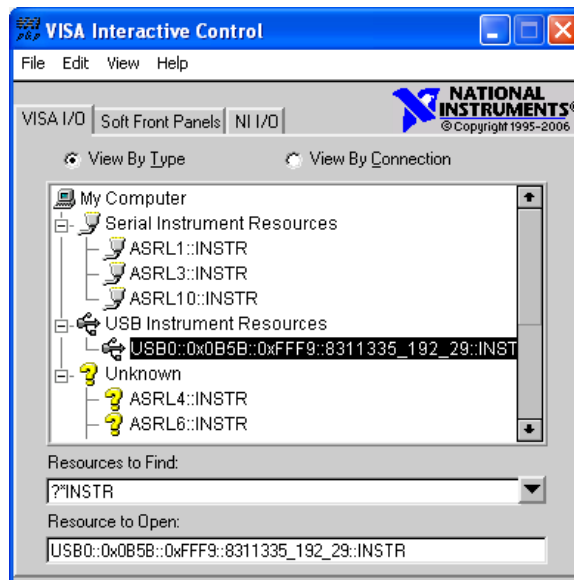 VISA Interactive Control
File Edit View Help
NATIONAL
INSTRUMENTS®
© Copyright 1995-2006
VISA I/O Soft Front Panels NI I/O
View By Type View By Connection
My Computer
Serial Instrument Resources
ASRL1::INSTR
ASRL3::INSTR
ASRL10::INSTR
USB Instrument Resources
USB0::0x0B5B::0xFFF9::8311335_192_29::INST
Unknown
ASRL4::INSTR
ASRL6::INSTR
Resources to Find:
?*INSTR
Resource to Open:
USB0::0x0B5B::0xFFF9::8311335_192_29::INSTR